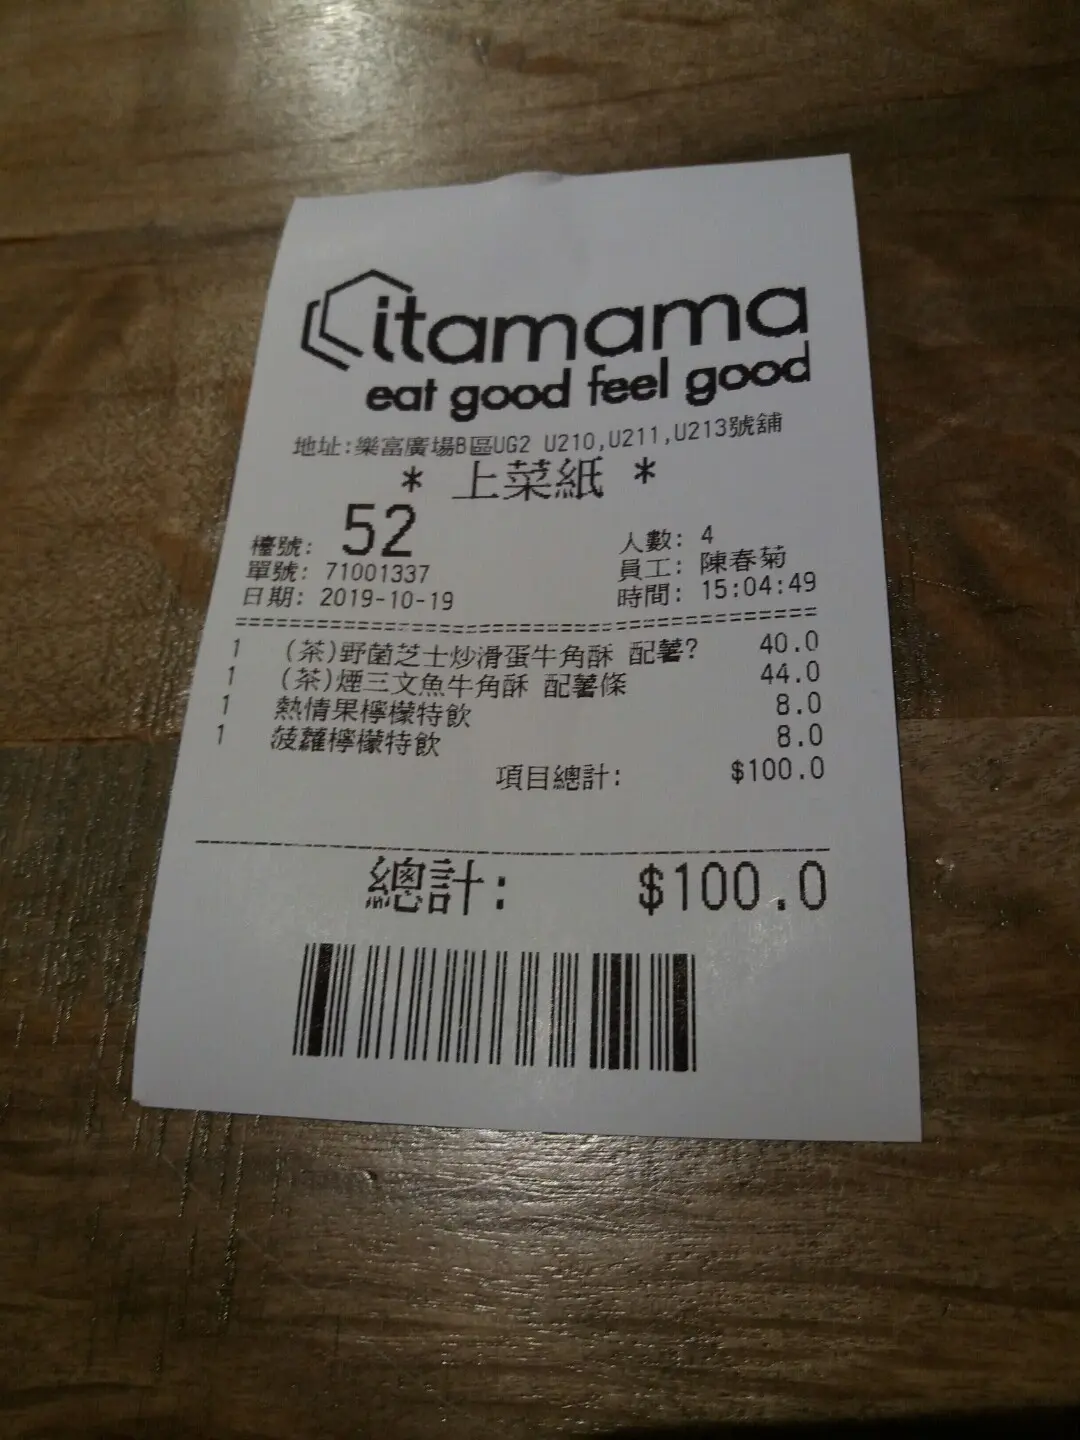 itamama
eat good feel good
地址:樂富廣場B區UG2 U210,U211,U213號舖
* 上菜紙 *
檯號: 52 人數: 4
單號: 71001337 員工: 陳春菊
日期: 2019-10-19 時間: 15:04:49
1 (茶)野菌芝士炒滑蛋牛角酥 配薯? 40.0
1 (茶)煙三文魚牛角酥 配薯條 44.0
1 熱情果檸檬特飲 8.0
1 菠蘿檸檬特飲 8.0
項目總計: $100.0
總計: $100.0